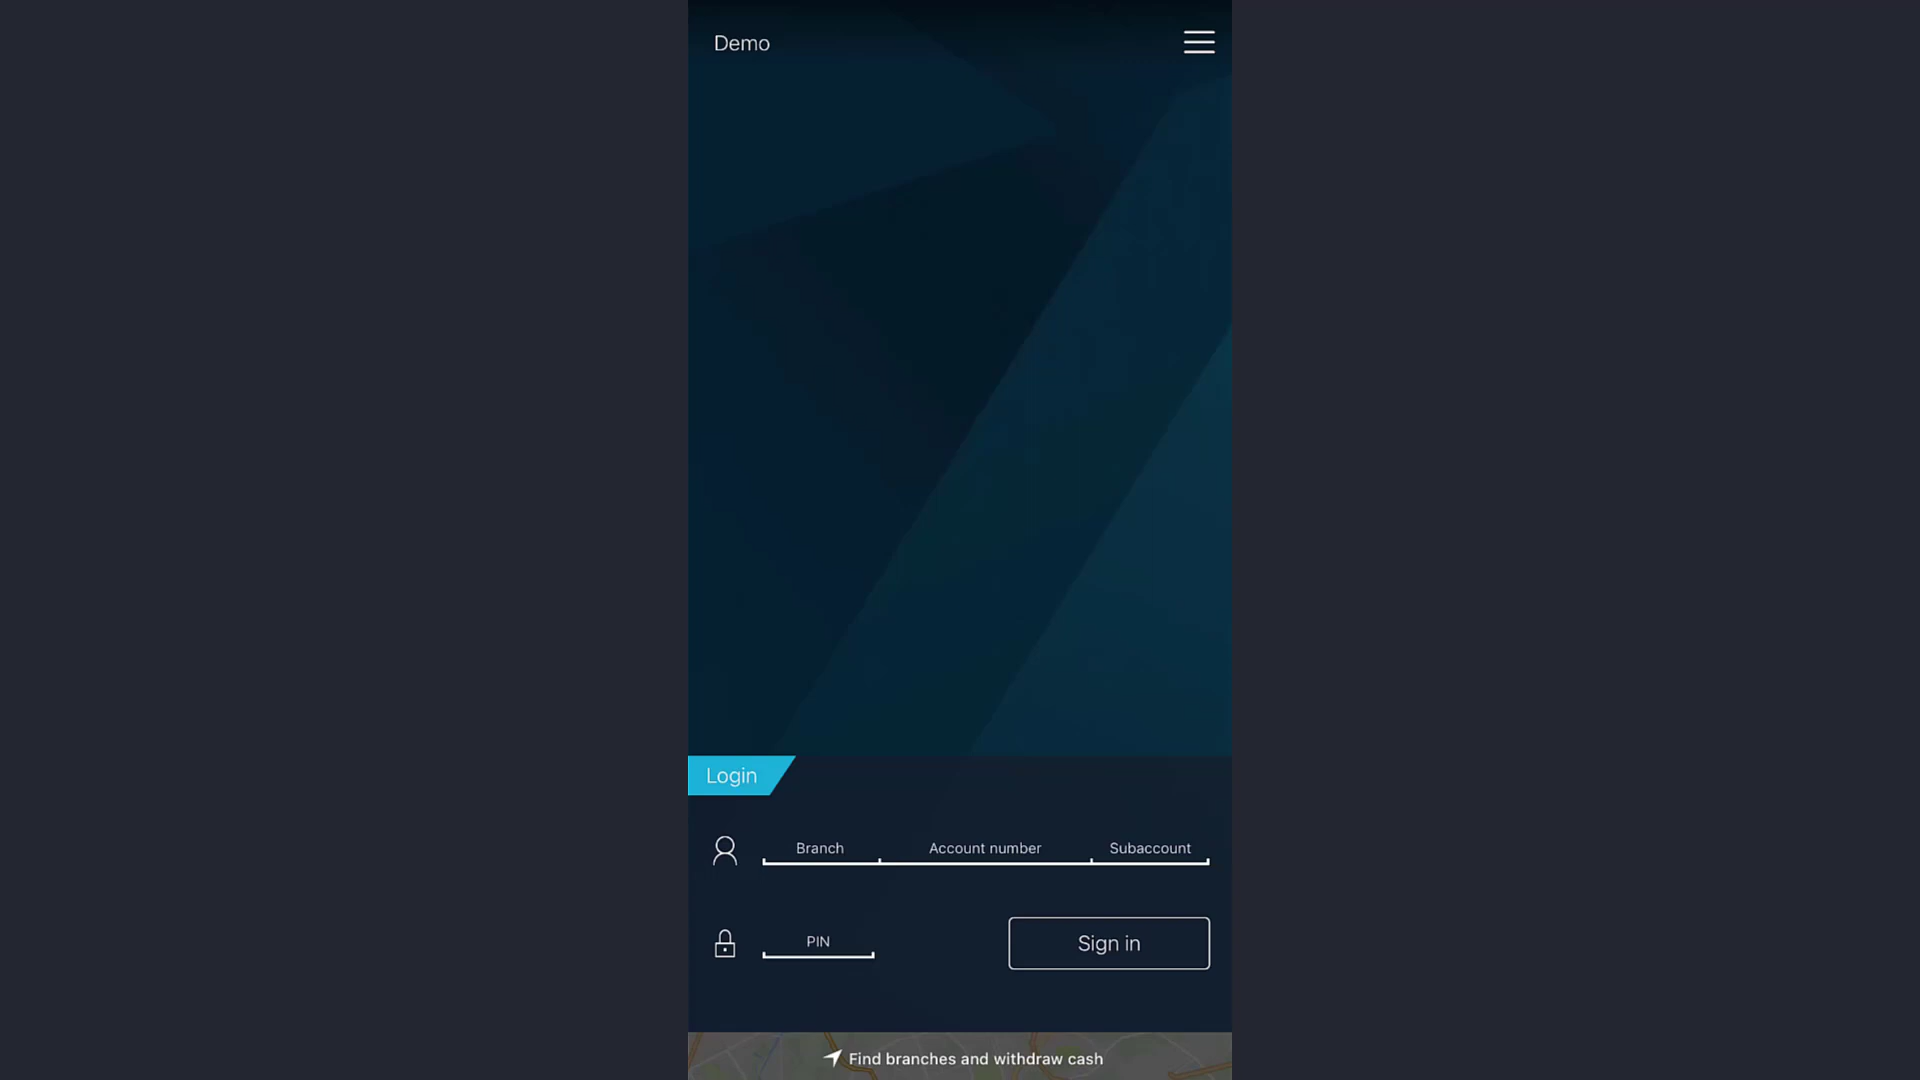 Demo
Login
Branch Account number Subaccount
PIN
Sign in
Find branches and withdraw cash